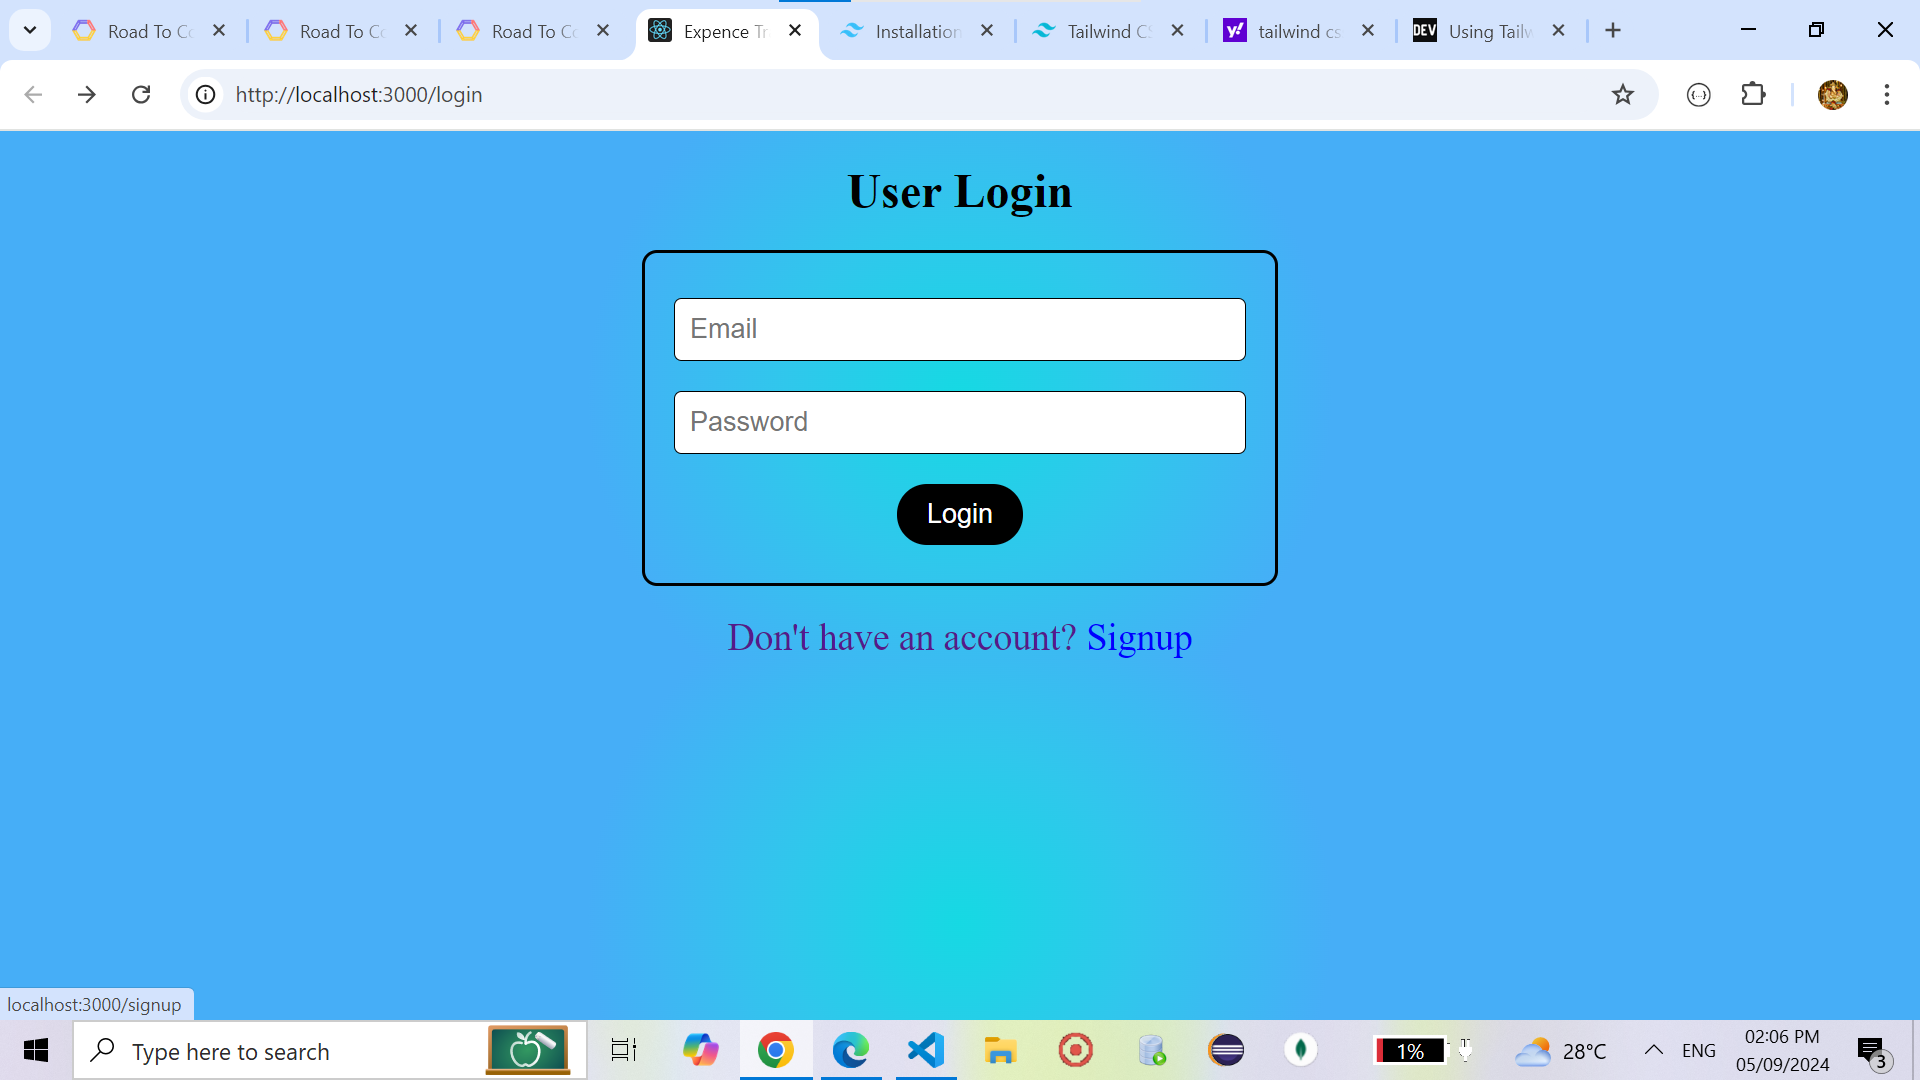 Road To Co
Road To Co
Road To Co
Expence Tr
Installation
Tailwind CS
y!
tailwind cs
DEV
Using Tailw
http://localhost:3000/login
{...}
User Login
Email
Password
Login
Don't have an account? Signup
localhost:3000/signup
Type here to search
1%
28°C
ENG
02:06 PM
05/09/2024
3